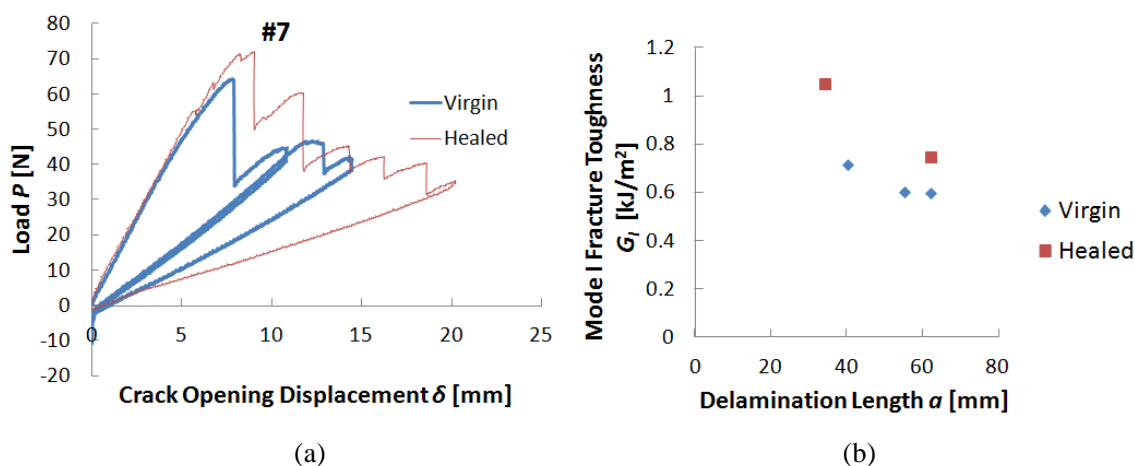 #7
80
70
60
50
40
30
20
10
0
-10
-20
Load P [N]
0
5
10
15
20
25
Crack Opening Displacement δ [mm]
Virgin
Healed
(a)
Mode I Fracture Toughness
G_I [kJ/m²]
1.2
1
0.8
0.6
0.4
0.2
0
0
20
40
60
80
Delamination Length a [mm]
Virgin
Healed
(b)